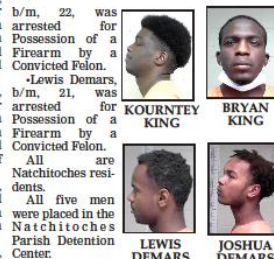 b/m, 22, was
arrested for
Possession of a
Firearm by a
Convicted Felon.
•Lewis Demars,
b/m, 21, was
arrested for
Possession of a
Firearm by a
Convicted Felon.
All are
Natchitoches resi-
dents.
All five men
were placed in the
Natchitoches
Parish Detention
Center.
KOURNTEY
KING
BRYAN
KING
LEWIS
DEMARS
JOSHUA
DEMARS